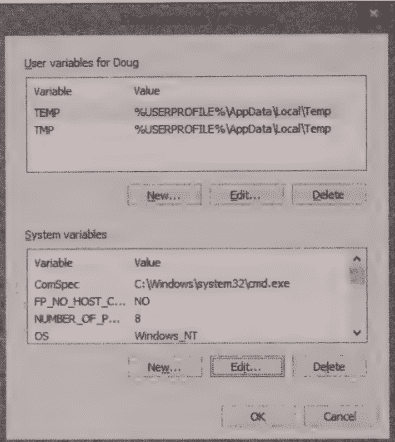 User variables for Doug
Variable Value
TEMP %USERPROFILE%\AppData\Local\Temp
TMP %USERPROFILE%\AppData\Local\Temp
New... Edit... Delete
System variables
Variable Value
ComSpec C:\Windows\system32\cmd.exe
FP_NO_HOST_C... NO
NUMBER_OF_P... 8
OS Windows_NT
New... Edit... Delete
OK Cancel